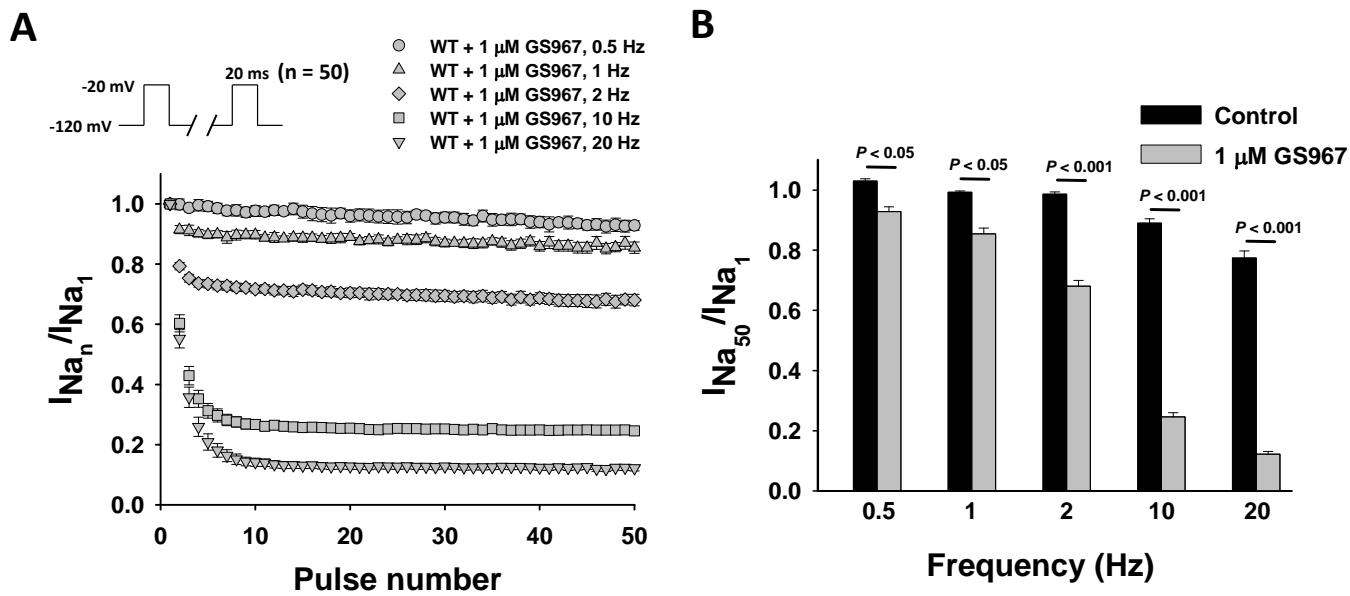 A
-20 mV
20 ms (n = 50)
-120 mV
WT + 1 μM GS967, 0.5 Hz
WT + 1 μM GS967, 1 Hz
WT + 1 μM GS967, 2 Hz
WT + 1 μM GS967, 10 Hz
WT + 1 μM GS967, 20 Hz
INaₙ/INa₁
1.0
0.8
0.6
0.4
0.2
0.0
0 10 20 30 40 50
Pulse number
B
Control
1 μM GS967
P < 0.05
P < 0.05
P < 0.001
P < 0.001
P < 0.001
INa₅₀/INa₁
1.0
0.8
0.6
0.4
0.2
0.0
0.5 1 2 10 20
Frequency (Hz)